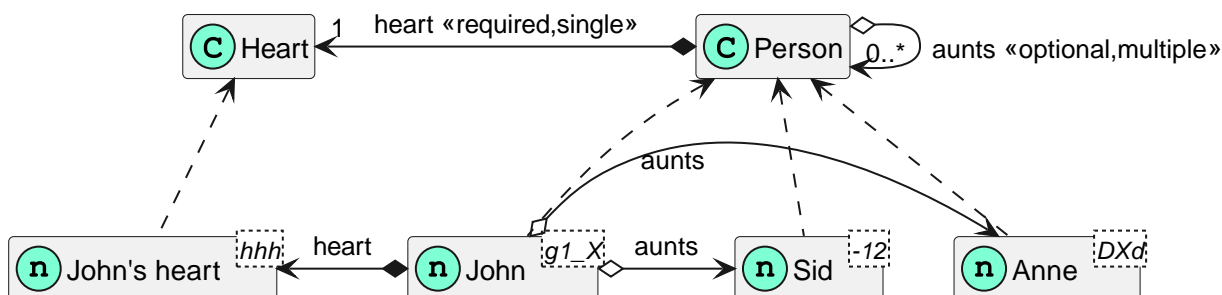 1 heart «required,single»
C Heart
C Person
0..*
aunts «optional,multiple»
aunts
n John's heart
hhh
heart
n John
g1_X
aunts
n Sid
-12
n Anne
DXd